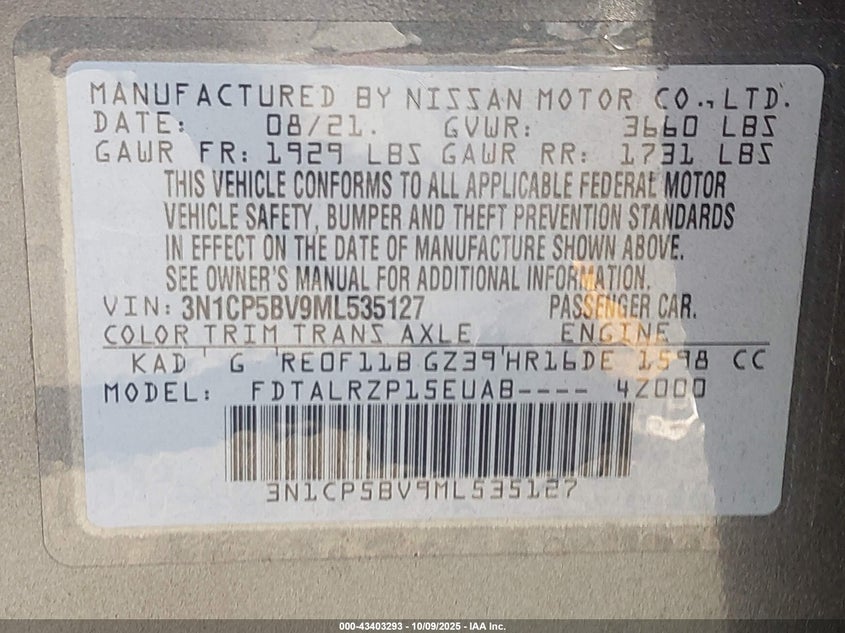 MANUFACTURED BY NISSAN MOTOR CO., LTD.
DATE: 08/21. GVWR: 3660 LBS
GAWR FR: 1929 LBS GAWR RR: 1731 LBS
THIS VEHICLE CONFORMS TO ALL APPLICABLE FEDERAL MOTOR
VEHICLE SAFETY, BUMPER AND THEFT PREVENTION STANDARDS
IN EFFECT ON THE DATE OF MANUFACTURE SHOWN ABOVE.
SEE OWNER'S MANUAL FOR ADDITIONAL INFORMATION.
VIN: 3N1CP5BV9ML535127 PASSENGER CAR.
COLOR TRIM TRANS AXLE ENGINE
KAD G RE0F11B GZ39 HR16DE 1598 CC
MODEL: FDTALRZP15EUAB---- 4Z000
3N1CP5BV9ML535127
000-43403293 - 10/09/2025 - IAA Inc.